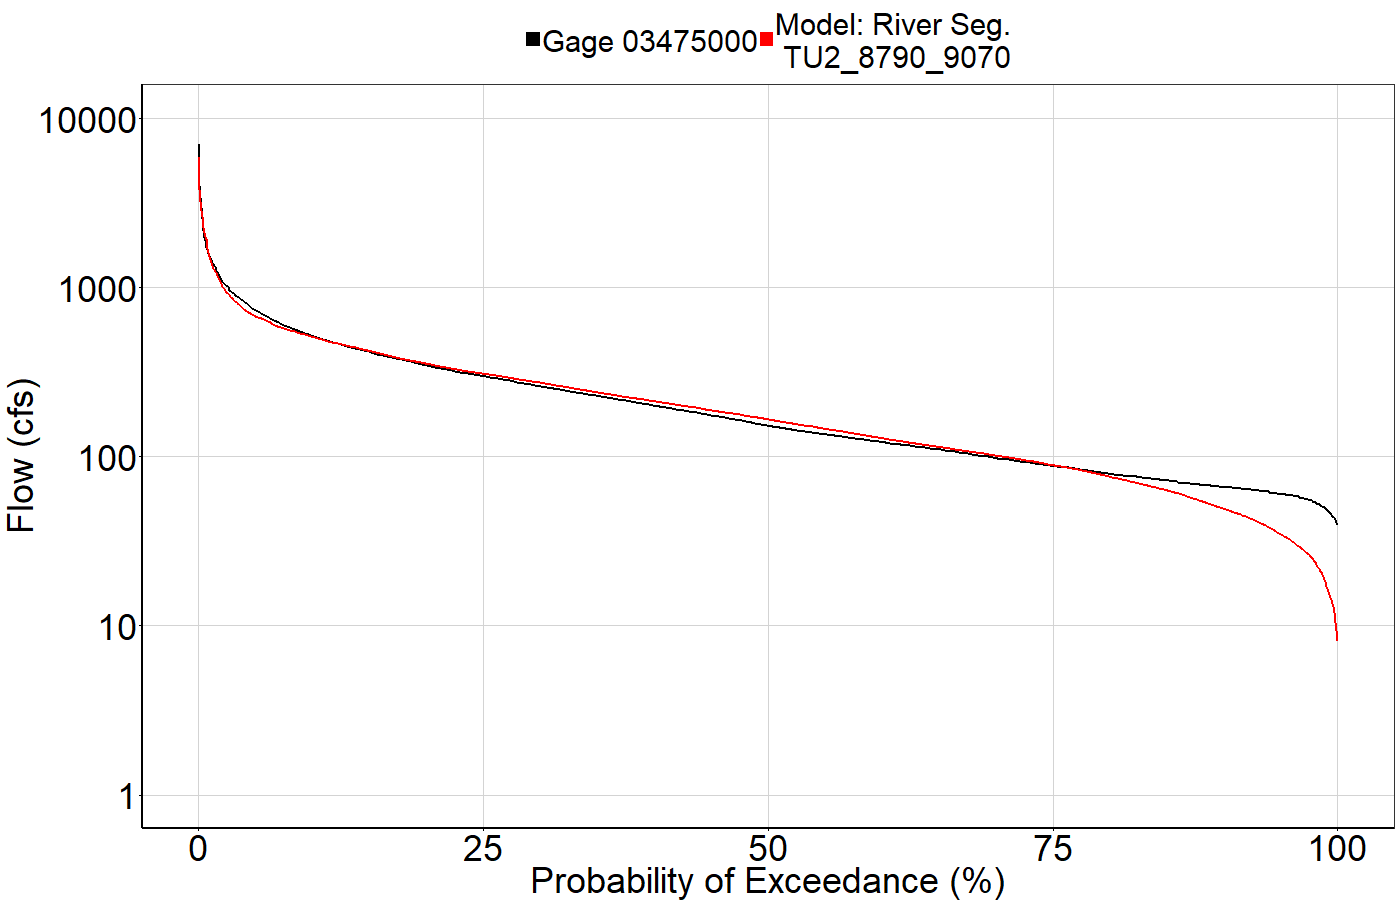 Gage 03475000
Model: River Seg.
TU2_8790_9070
10000
1000
100
10
1
Flow (cfs)
0 25 50 75 100
Probability of Exceedance (%)